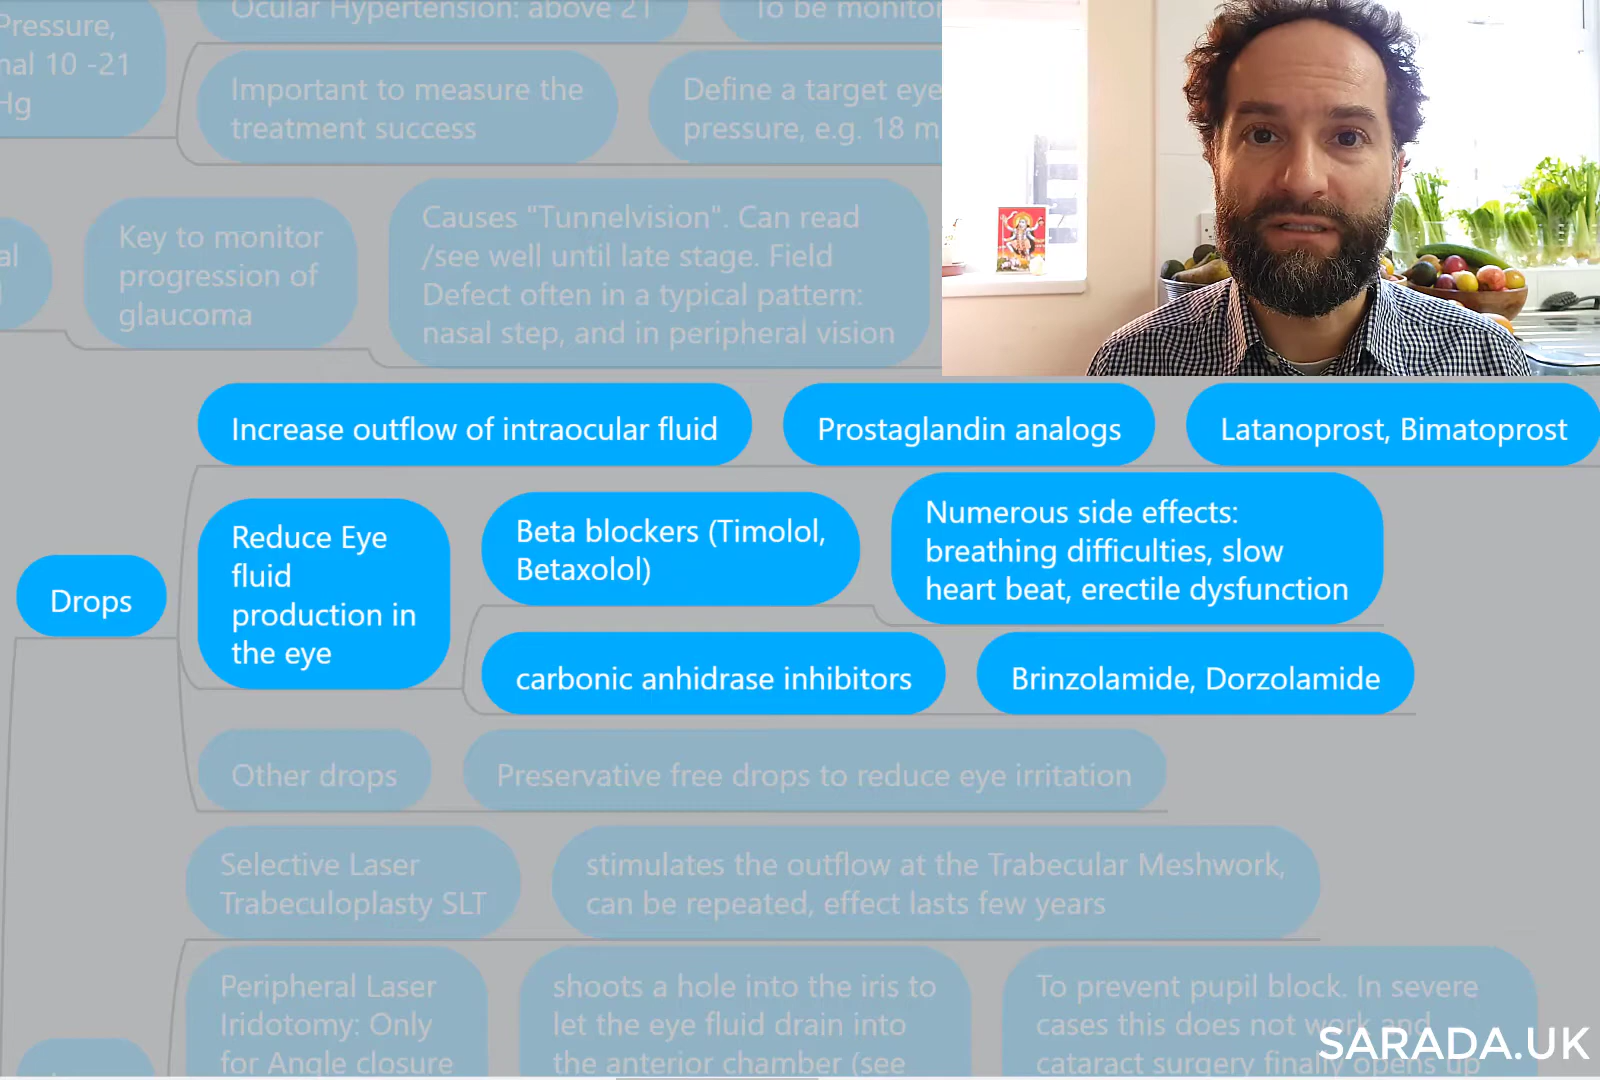 Pressure,
nal 10 -21
Hg
Ocular Hypertension: above 21
To be monitor
Important to measure the
treatment success
Define a target eye
pressure, e.g. 18 m
al
Key to monitor
progression of
glaucoma
Causes "Tunnelvision". Can read
/see well until late stage. Field
Defect often in a typical pattern:
nasal step, and in peripheral vision
Drops
Increase outflow of intraocular fluid
Prostaglandin analogs
Latanoprost, Bimatoprost
Reduce Eye
fluid
production in
the eye
Beta blockers (Timolol,
Betaxolol)
Numerous side effects:
breathing difficulties, slow
heart beat, erectile dysfunction
carbonic anhidrase inhibitors
Brinzolamide, Dorzolamide
Other drops
Preservative free drops to reduce eye irritation
Selective Laser
Trabeculoplasty SLT
stimulates the outflow at the Trabecular Meshwork,
can be repeated, effect lasts few years
Peripheral Laser
Iridotomy: Only
for Angle closure
shoots a hole into the iris to
let the eye fluid drain into
the anterior chamber (see
To prevent pupil block. In severe
cases this does not work and
cataract surgery finally opens up
SARADA.UK